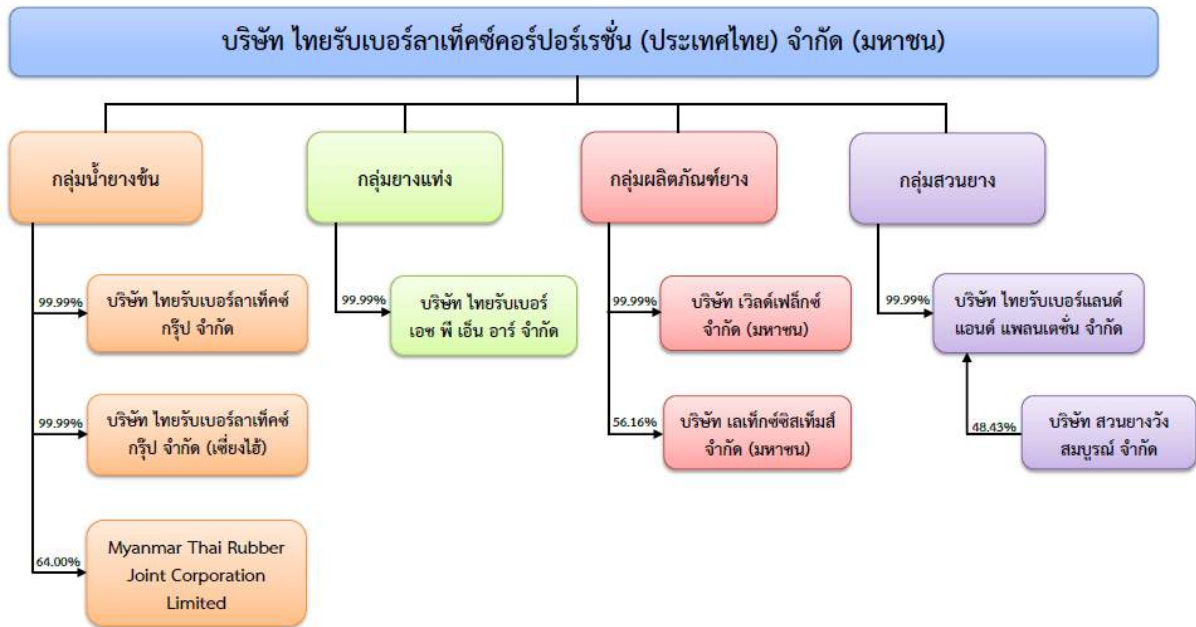 บริษัท ไทยรับเบอร์ลาเท็คซ์คอร์ปอร์เรชั่น (ประเทศไทย) จำกัด (มหาชน)
กลุ่มน้ำยางข้น
กลุ่มยางแท่ง
กลุ่มผลิตภัณฑ์ยาง
กลุ่มสวนยาง
99.99%
บริษัท ไทยรับเบอร์ลาเท็คซ์
กรุ๊ป จำกัด
99.99%
บริษัท ไทยรับเบอร์
เอช พี เอ็น อาร์ จำกัด
99.99%
บริษัท เวิลด์เฟล็กซ์
จำกัด (มหาชน)
99.99%
บริษัท ไทยรับเบอร์แลนด์
แอนด์ แพลนเตชั่น จำกัด
99.99%
บริษัท ไทยรับเบอร์ลาเท็คซ์
กรุ๊ป จำกัด (เซี่ยงไฮ้)
56.16%
บริษัท เลเท็กซ์ซิสเท็มส์
จำกัด (มหาชน)
48.43%
บริษัท สวนยางวัง
สมบูรณ์ จำกัด
64.00%
Myanmar Thai Rubber
Joint Corporation
Limited